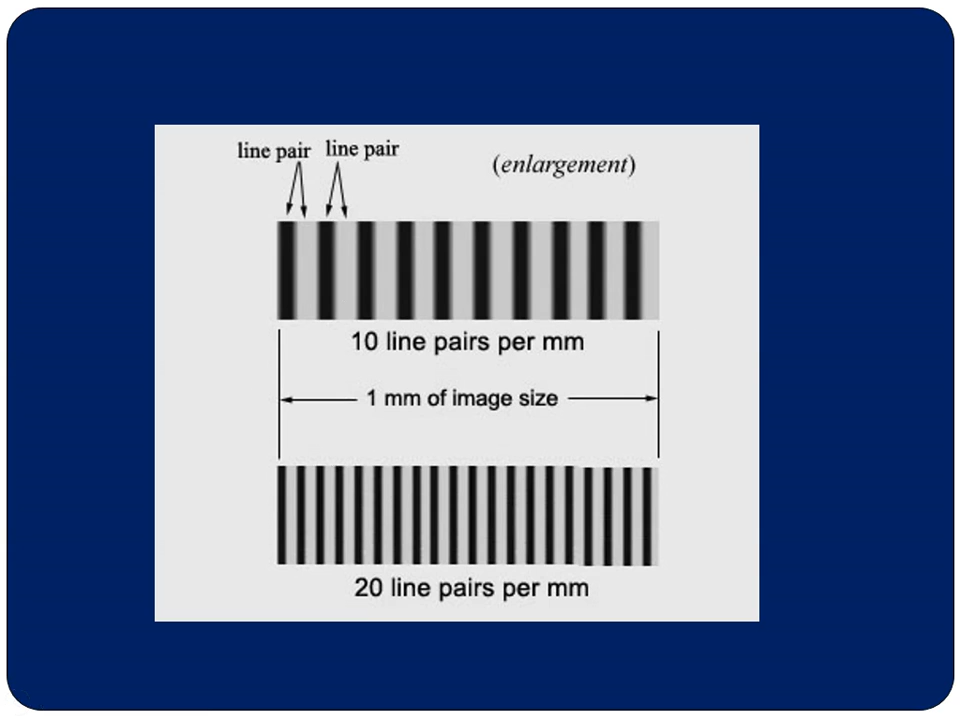 line pair line pair
(enlargement)
10 line pairs per mm
1 mm of image size
20 line pairs per mm